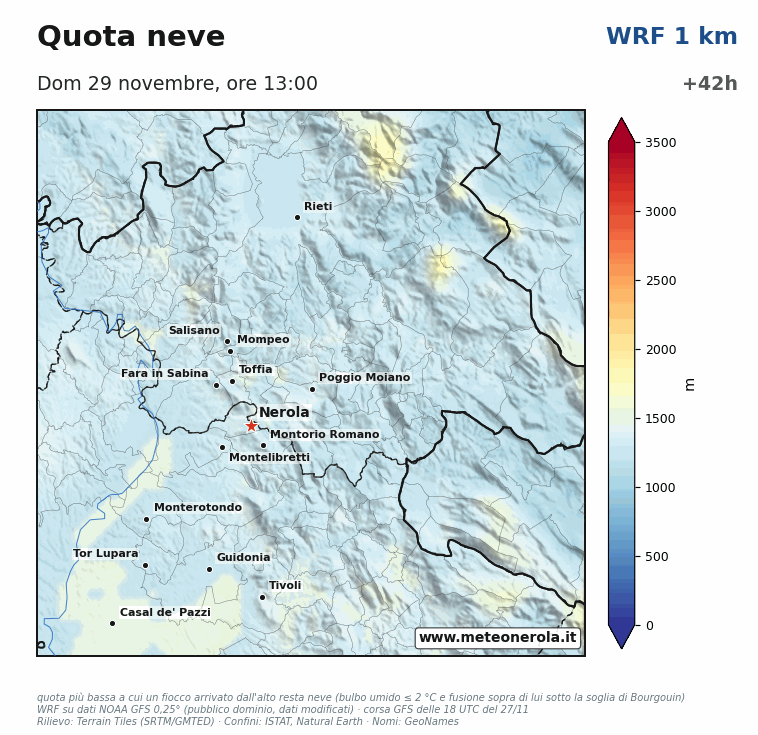 Quota neve
WRF 1 km
Dom 29 novembre, ore 13:00
+42h
Rieti
Salisano
Mompeo
Fara in Sabina
Toffia
Poggio Moiano
Nerola
Montorio Romano
Montelibretti
Monterotondo
Tor Lupara
Guidonia
Tivoli
Casal de' Pazzi
www.meteonerola.it
3500
3000
2500
2000
1500
1000
500
0
m
quota più bassa a cui un fiocco arrivato dall'alto resta neve (bulbo umido ≤ 2 °C e fusione sopra di lui sotto la soglia di Bourgouin)
WRF su dati NOAA GFS 0,25° (pubblico dominio, dati modificati) · corsa GFS delle 18 UTC del 27/11
Rilievo: Terrain Tiles (SRTM/GMTED) · Confini: ISTAT, Natural Earth · Nomi: GeoNames